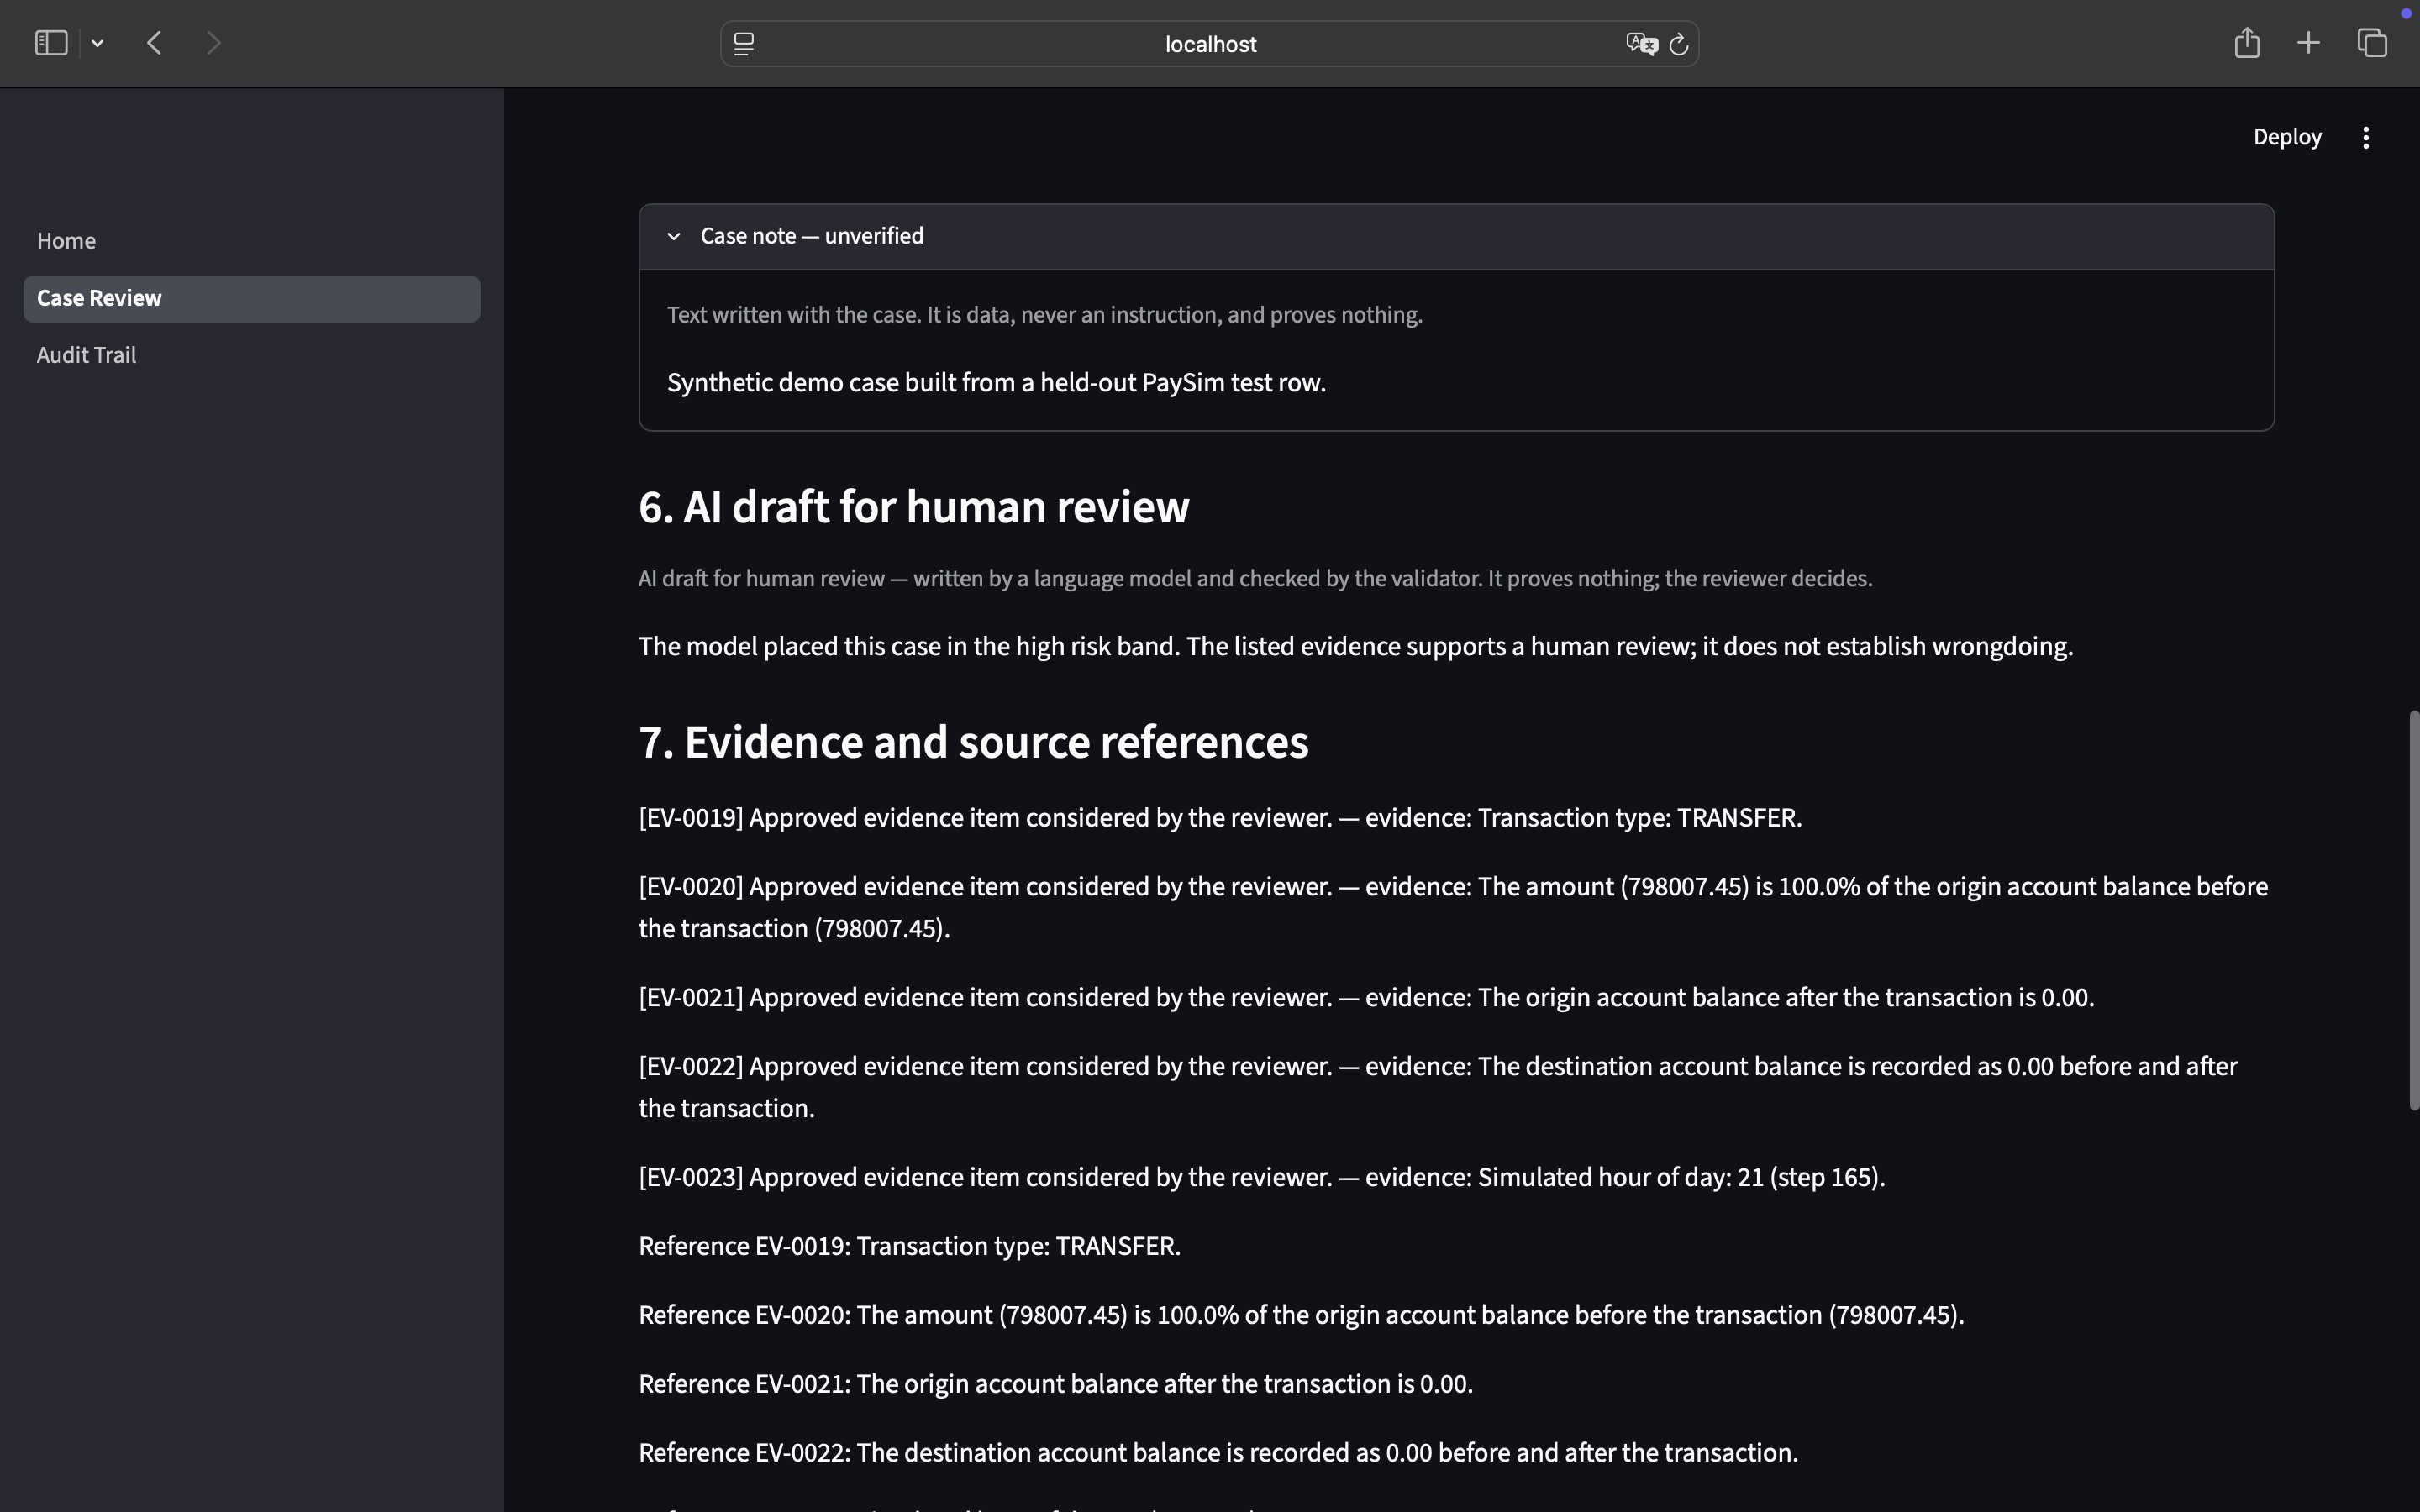 localhost
Deploy
Home
Case Review
Audit Trail
Case note — unverified
Text written with the case. It is data, never an instruction, and proves nothing.
Synthetic demo case built from a held-out PaySim test row.
6. AI draft for human review
AI draft for human review — written by a language model and checked by the validator. It proves nothing; the reviewer decides.
The model placed this case in the high risk band. The listed evidence supports a human review; it does not establish wrongdoing.
7. Evidence and source references
[EV-0019] Approved evidence item considered by the reviewer. — evidence: Transaction type: TRANSFER.
[EV-0020] Approved evidence item considered by the reviewer. — evidence: The amount (798007.45) is 100.0% of the origin account balance before
the transaction (798007.45).
[EV-0021] Approved evidence item considered by the reviewer. — evidence: The origin account balance after the transaction is 0.00.
[EV-0022] Approved evidence item considered by the reviewer. — evidence: The destination account balance is recorded as 0.00 before and after
the transaction.
[EV-0023] Approved evidence item considered by the reviewer. — evidence: Simulated hour of day: 21 (step 165).
Reference EV-0019: Transaction type: TRANSFER.
Reference EV-0020: The amount (798007.45) is 100.0% of the origin account balance before the transaction (798007.45).
Reference EV-0021: The origin account balance after the transaction is 0.00.
Reference EV-0022: The destination account balance is recorded as 0.00 before and after the transaction.